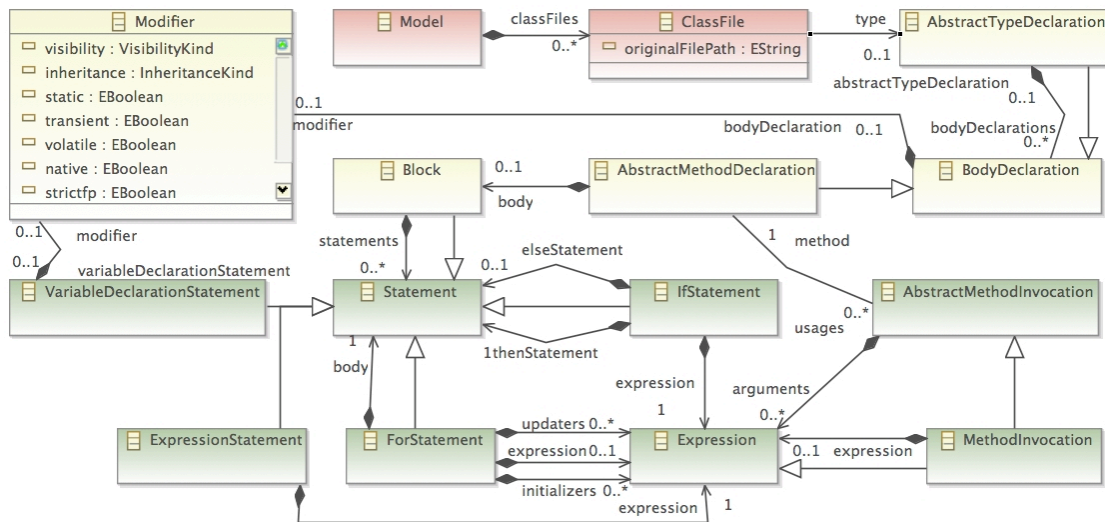 Modifier
visibility : VisibilityKind
inheritance : InheritanceKind
static : EBoolean
transient : EBoolean
volatile : EBoolean
native : EBoolean
strictfp : EBoolean
Model
classFiles
0..*
ClassFile
originalFilePath : EString
type
0..1
AbstractTypeDeclaration
abstractTypeDeclaration
0..1
bodyDeclarations
0..*
0..1
modifier
bodyDeclaration
0..1
Block
0..1
body
AbstractMethodDeclaration
BodyDeclaration
0..1
modifier
0..1
variableDeclarationStatement
statements
0..*
elseStatement
0..1
1
method
VariableDeclarationStatement
Statement
IfStatement
AbstractMethodInvocation
0..*
usages
1
body
1thenStatement
expression
1
arguments
0..*
ExpressionStatement
ForStatement
updaters 0..*
expression 0..1
initializers 0..*
Expression
0..1
expression
MethodInvocation
expression
1